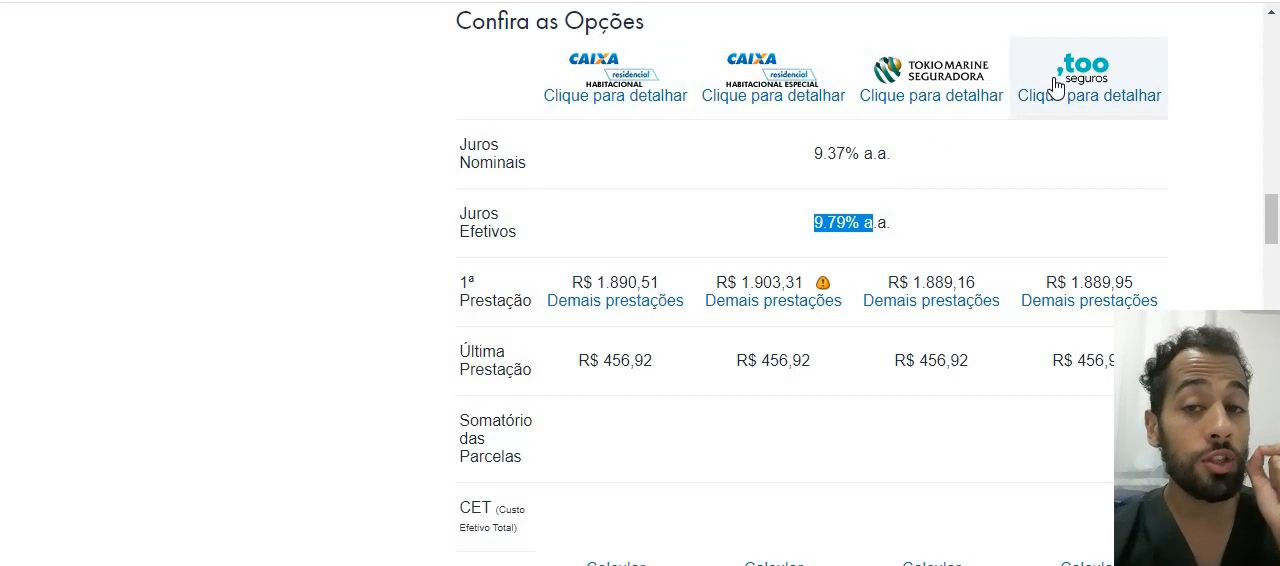 Confira as Opções
CAIXA
residencial
HABITACIONAL
Clique para detalhar
CAIXA
residencial
HABITACIONAL ESPECIAL
Clique para detalhar
TOKIO MARINE
SEGURADORA
Clique para detalhar
,too
seguros
Clique para detalhar
Juros
Nominais
9.37% a.a.
Juros
Efetivos
9.79% a.a.
1ª
Prestação
R$ 1.890,51
Demais prestações
R$ 1.903,31
Demais prestações
R$ 1.889,16
Demais prestações
R$ 1.889,95
Demais prestações
Última
Prestação
R$ 456,92
R$ 456,92
R$ 456,92
R$ 456,9
Somatório
das
Parcelas
CET (Custo
Efetivo Total)